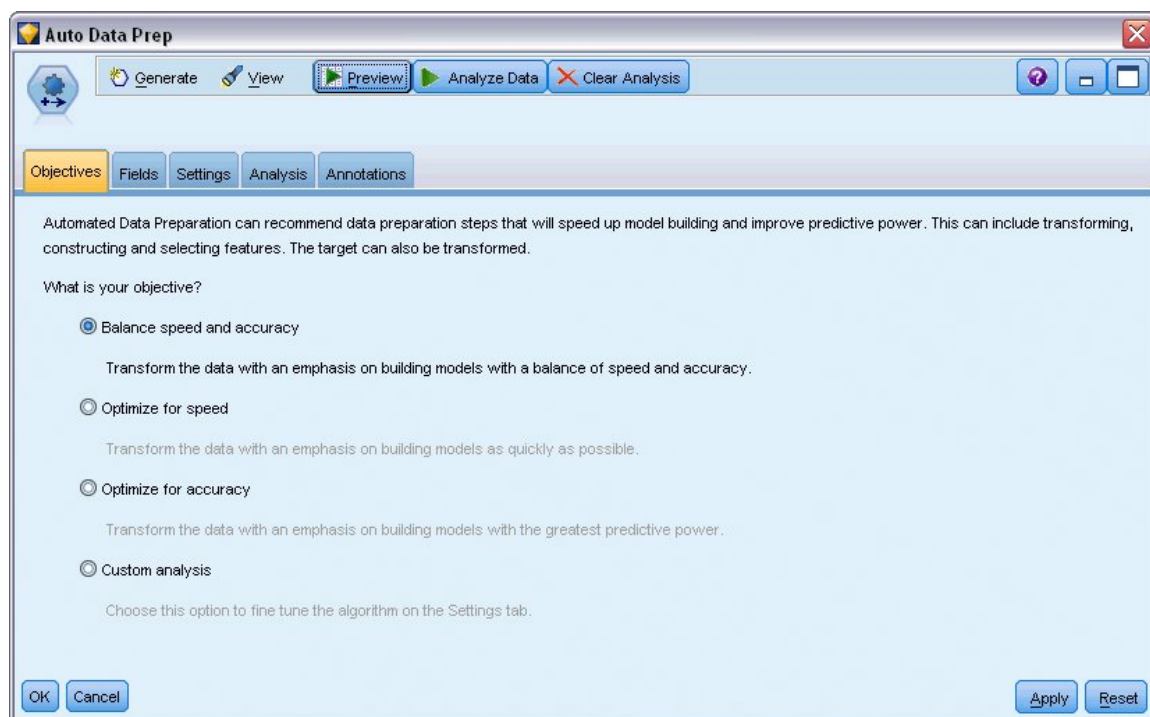 Auto Data Prep
Generate View Preview Analyze Data Clear Analysis
Objectives Fields Settings Analysis Annotations
Automated Data Preparation can recommend data preparation steps that will speed up model building and improve predictive power. This can include transforming,
constructing and selecting features. The target can also be transformed.
What is your objective?
Balance speed and accuracy
Transform the data with an emphasis on building models with a balance of speed and accuracy.
Optimize for speed
Transform the data with an emphasis on building models as quickly as possible.
Optimize for accuracy
Transform the data with an emphasis on building models with the greatest predictive power.
Custom analysis
Choose this option to fine tune the algorithm on the Settings tab.
OK Cancel Apply Reset